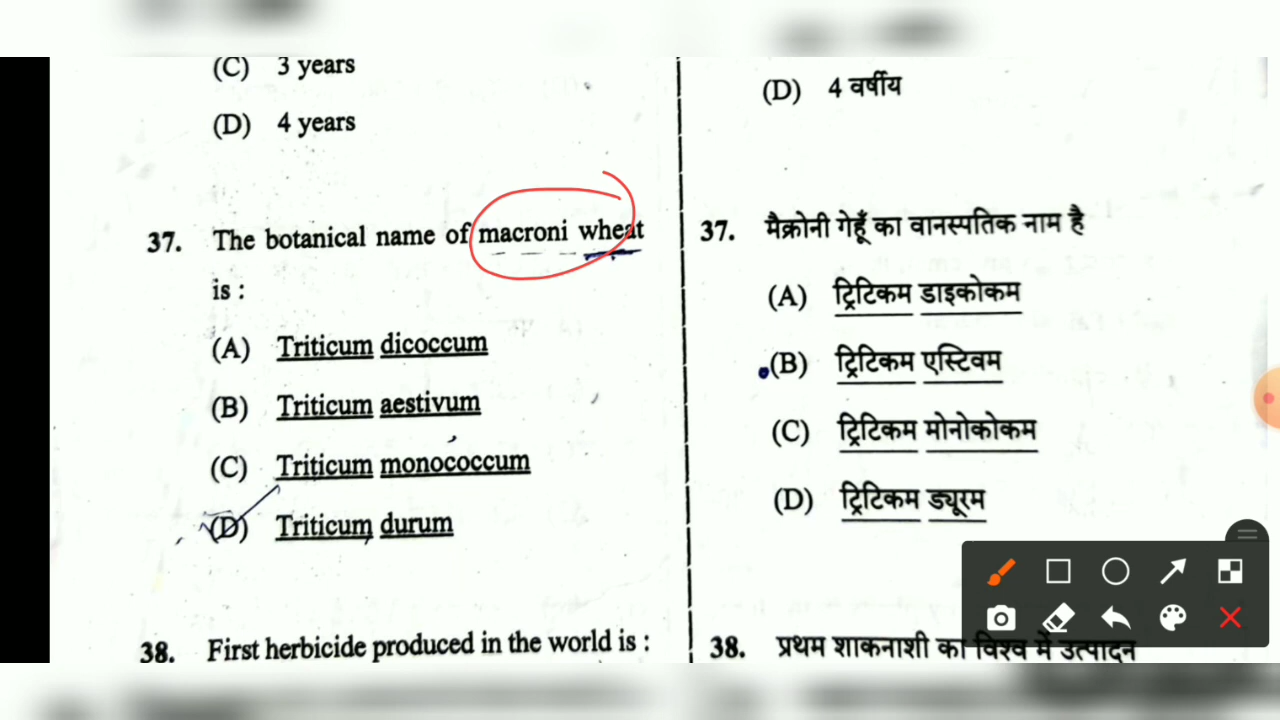 (C) 3 years
(D) 4 years
37. The botanical name of macroni wheat
is :
(A) Triticum dicoccum
(B) Triticum aestivum
(C) Triticum monococcum
(D) Triticum durum
38. First herbicide produced in the world is :
(D) 4 वर्षीय
37. मैक्रोनी गेहूँ का वानस्पतिक नाम है
(A) ट्रिटिकम डाइकोकम
(B) ट्रिटिकम एस्टिवम
(C) ट्रिटिकम मोनोकोकम
(D) ट्रिटिकम ड्यूरम
38. प्रथम शाकनाशी का विश्व में उत्पादन